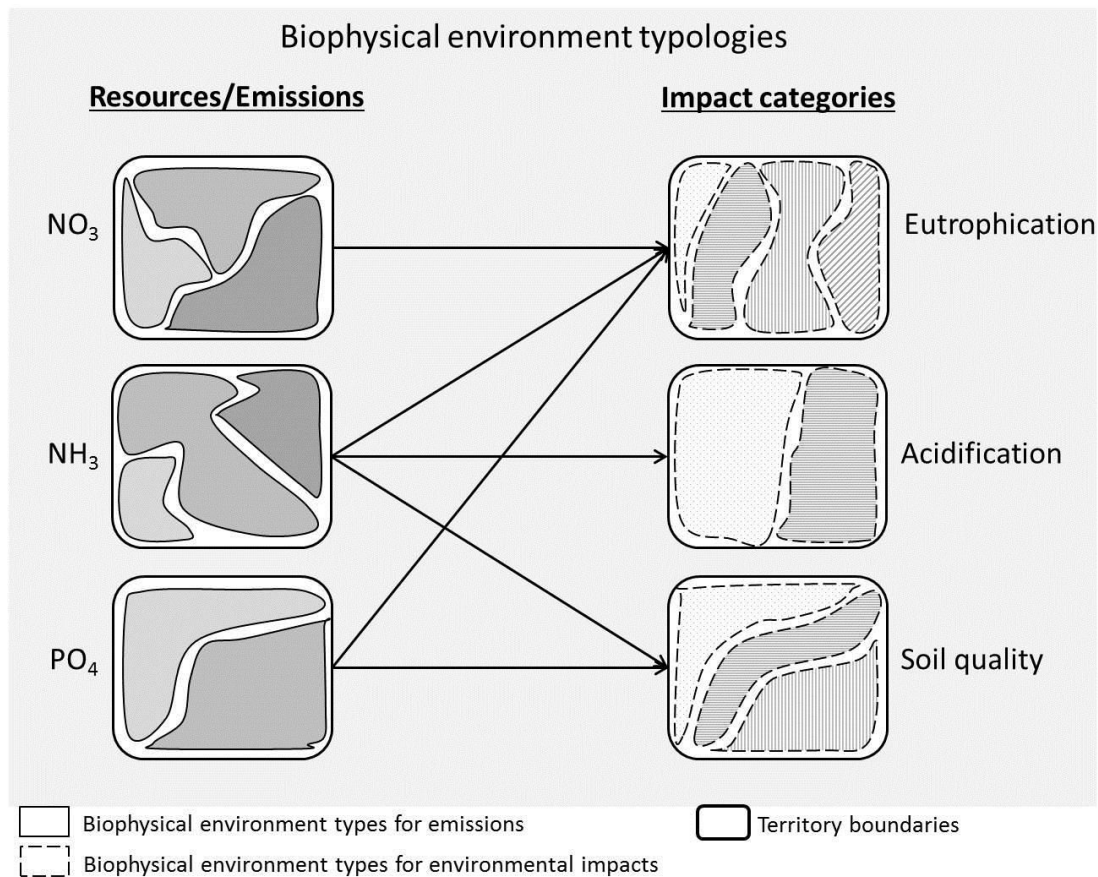 Biophysical environment typologies
Resources/Emissions
Impact categories
NO₃
Eutrophication
NH₃
Acidification
PO₄
Soil quality
Biophysical environment types for emissions
Territory boundaries
Biophysical environment types for environmental impacts